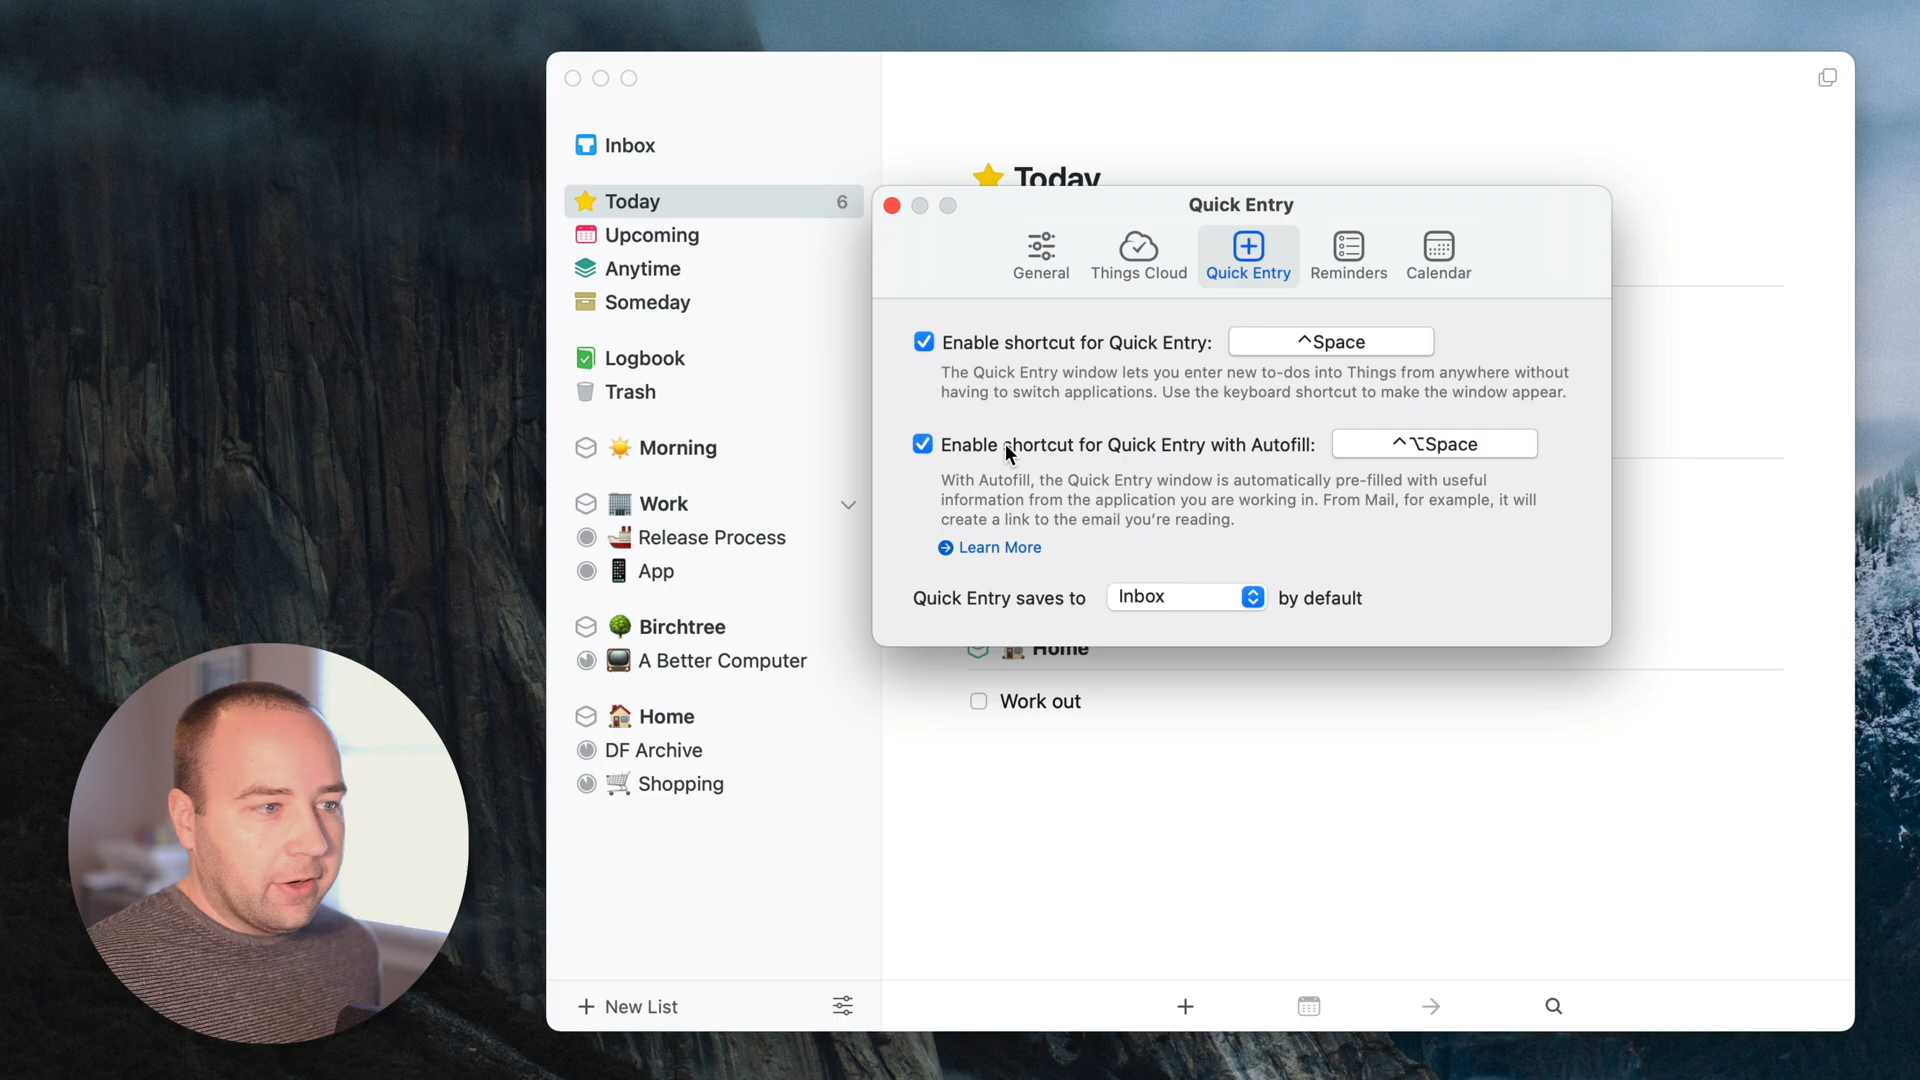 Inbox
Today 6
Upcoming
Anytime
Someday
Logbook
Trash
Morning
Work
Release Process
App
Birchtree
A Better Computer
Home
DF Archive
Shopping
+ New List
Today
Quick Entry
General
Things Cloud
Quick Entry
Reminders
Calendar
Enable shortcut for Quick Entry: ^Space
The Quick Entry window lets you enter new to-dos into Things from anywhere without
having to switch applications. Use the keyboard shortcut to make the window appear.
Enable shortcut for Quick Entry with Autofill: ^⌥Space
With Autofill, the Quick Entry window is automatically pre-filled with useful
information from the application you are working in. From Mail, for example, it will
create a link to the email you’re reading.
Learn More
Quick Entry saves to Inbox by default
Home
Work out